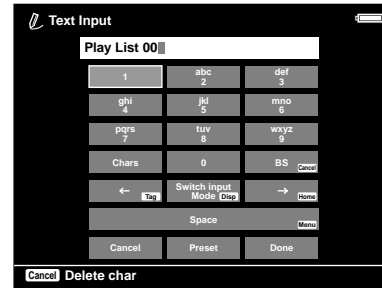 Text Input
Play List 00
1
abc
2
def
3
ghi
4
jkl
5
mno
6
pqrs
7
tuv
8
wxyz
9
Chars
0
BS Cancel
← Tag
Switch input
Mode Disp
→ Home
Space Menu
Cancel
Preset
Done
Cancel Delete char